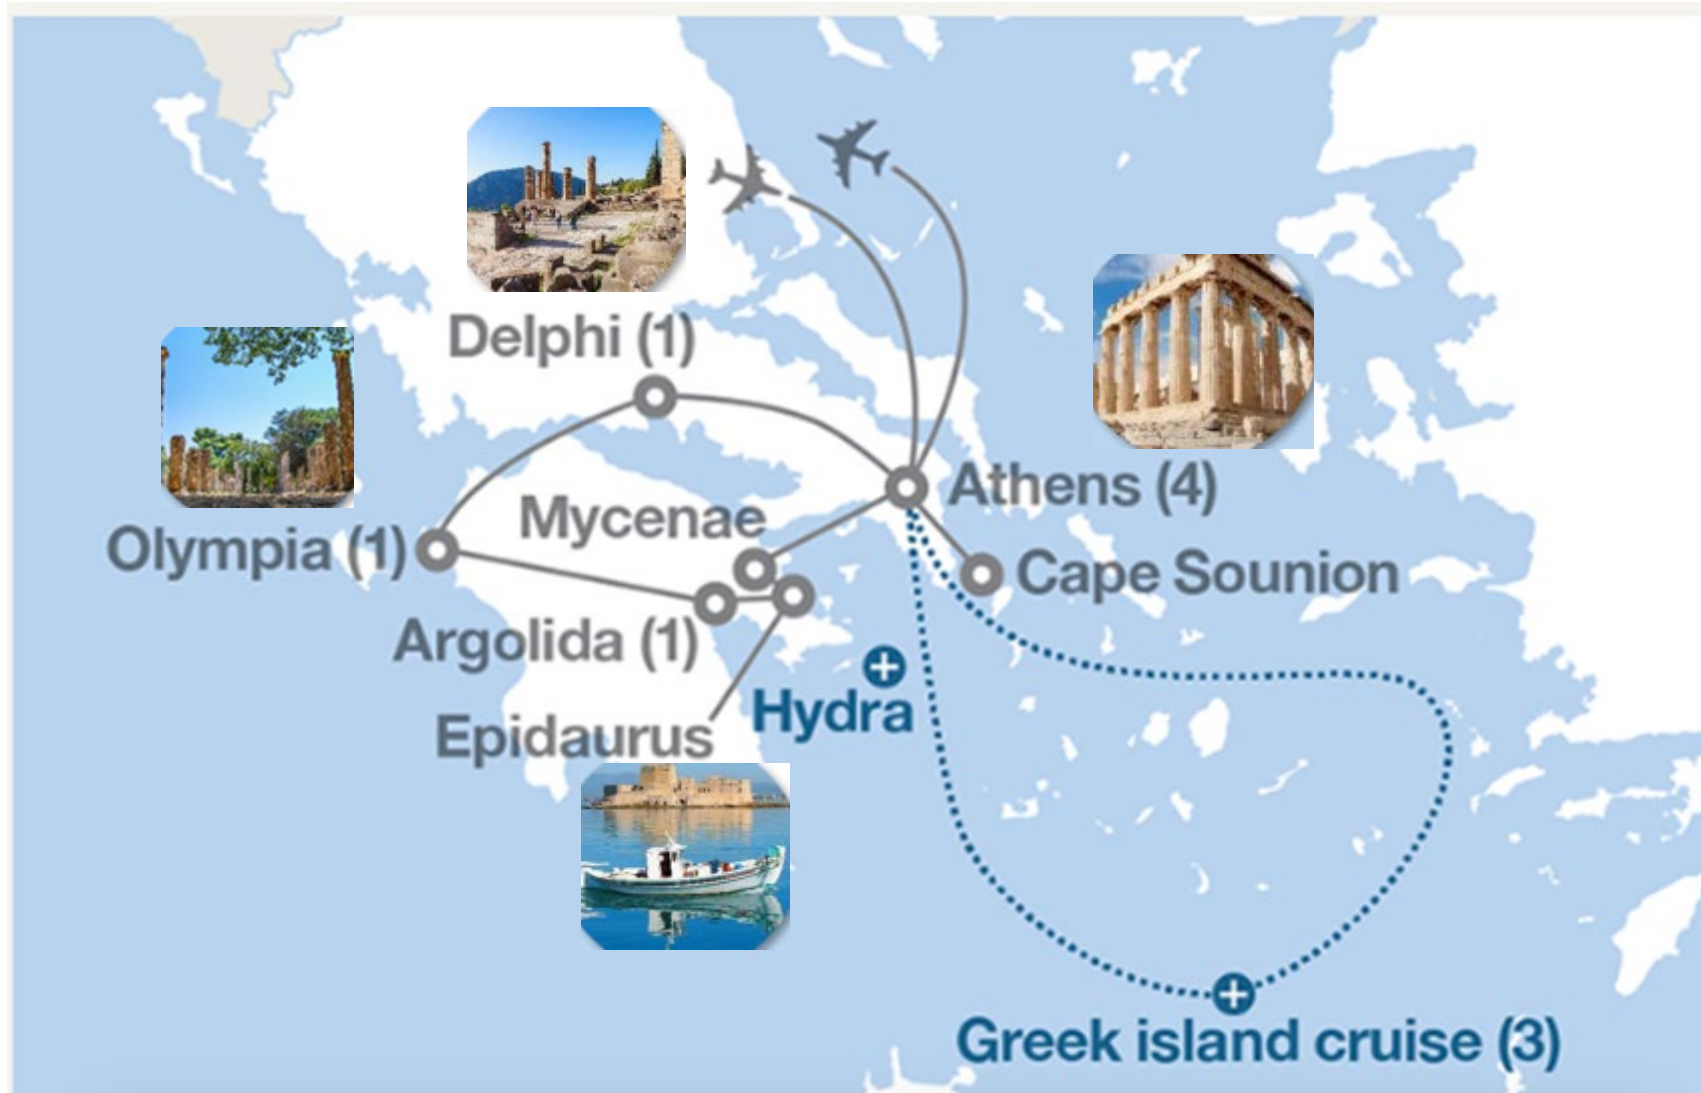 Delphi (1)
Athens (4)
Mycenae
Olympia (1)
Cape Sounion
Argolida (1)
Hydra
Epidaurus
Greek island cruise (3)